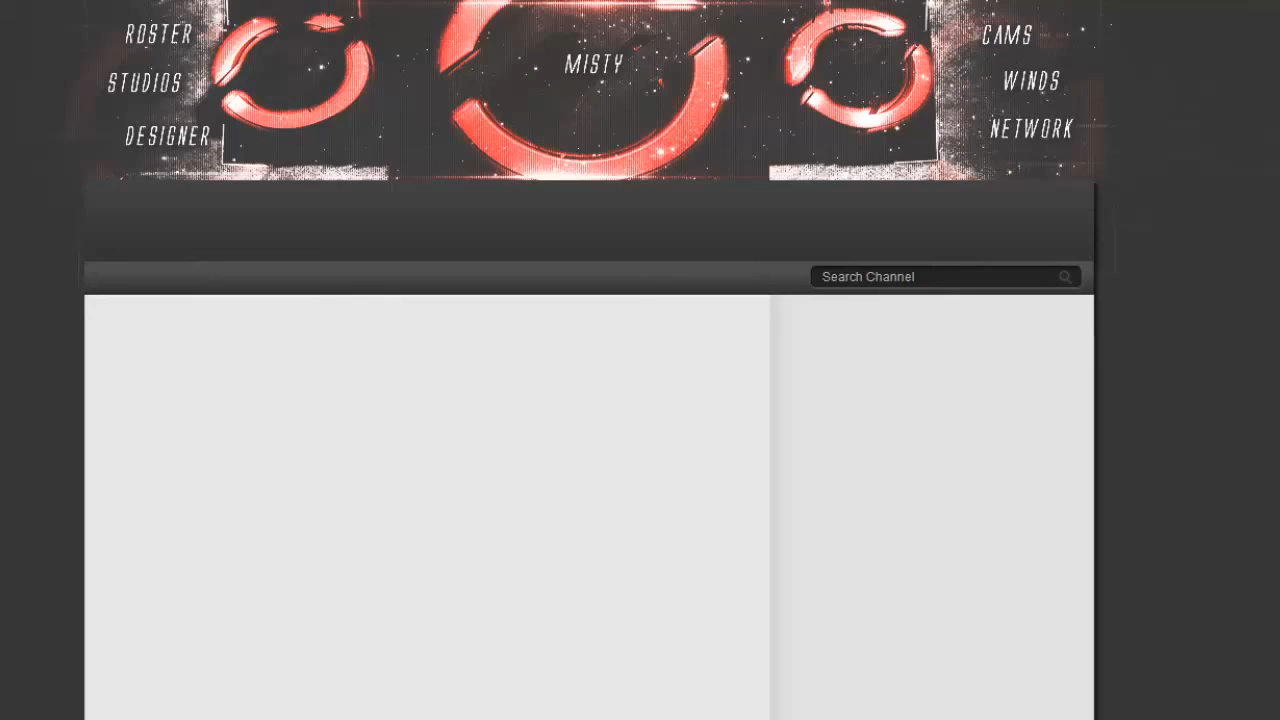 ROSTER
STUDIOS
DESIGNER
MISTY
CAMS
WINDS
NETWORK
Search Channel